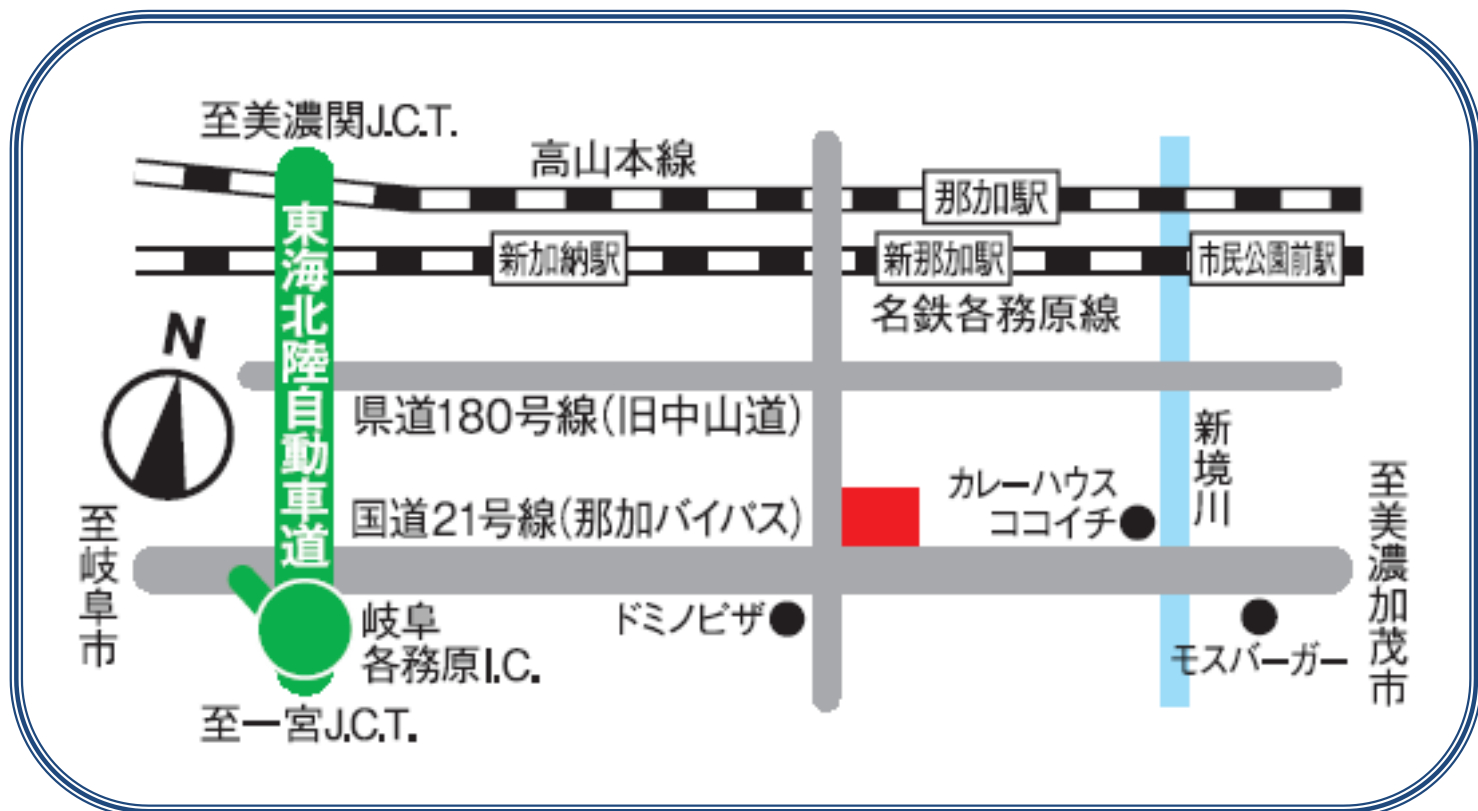 至美濃関J.C.T.
高山本線
那加駅
東海北陸自動車道
新加納駅
新那加駅
市民公園前駅
名鉄各務原線
N
県道180号線(旧中山道)
新境川
カレーハウス
ココイチ
国道21号線(那加バイパス)
至岐阜市
至美濃加茂市
ドミノピザ
岐阜
各務原I.C.
モスバーガー
至一宮J.C.T.